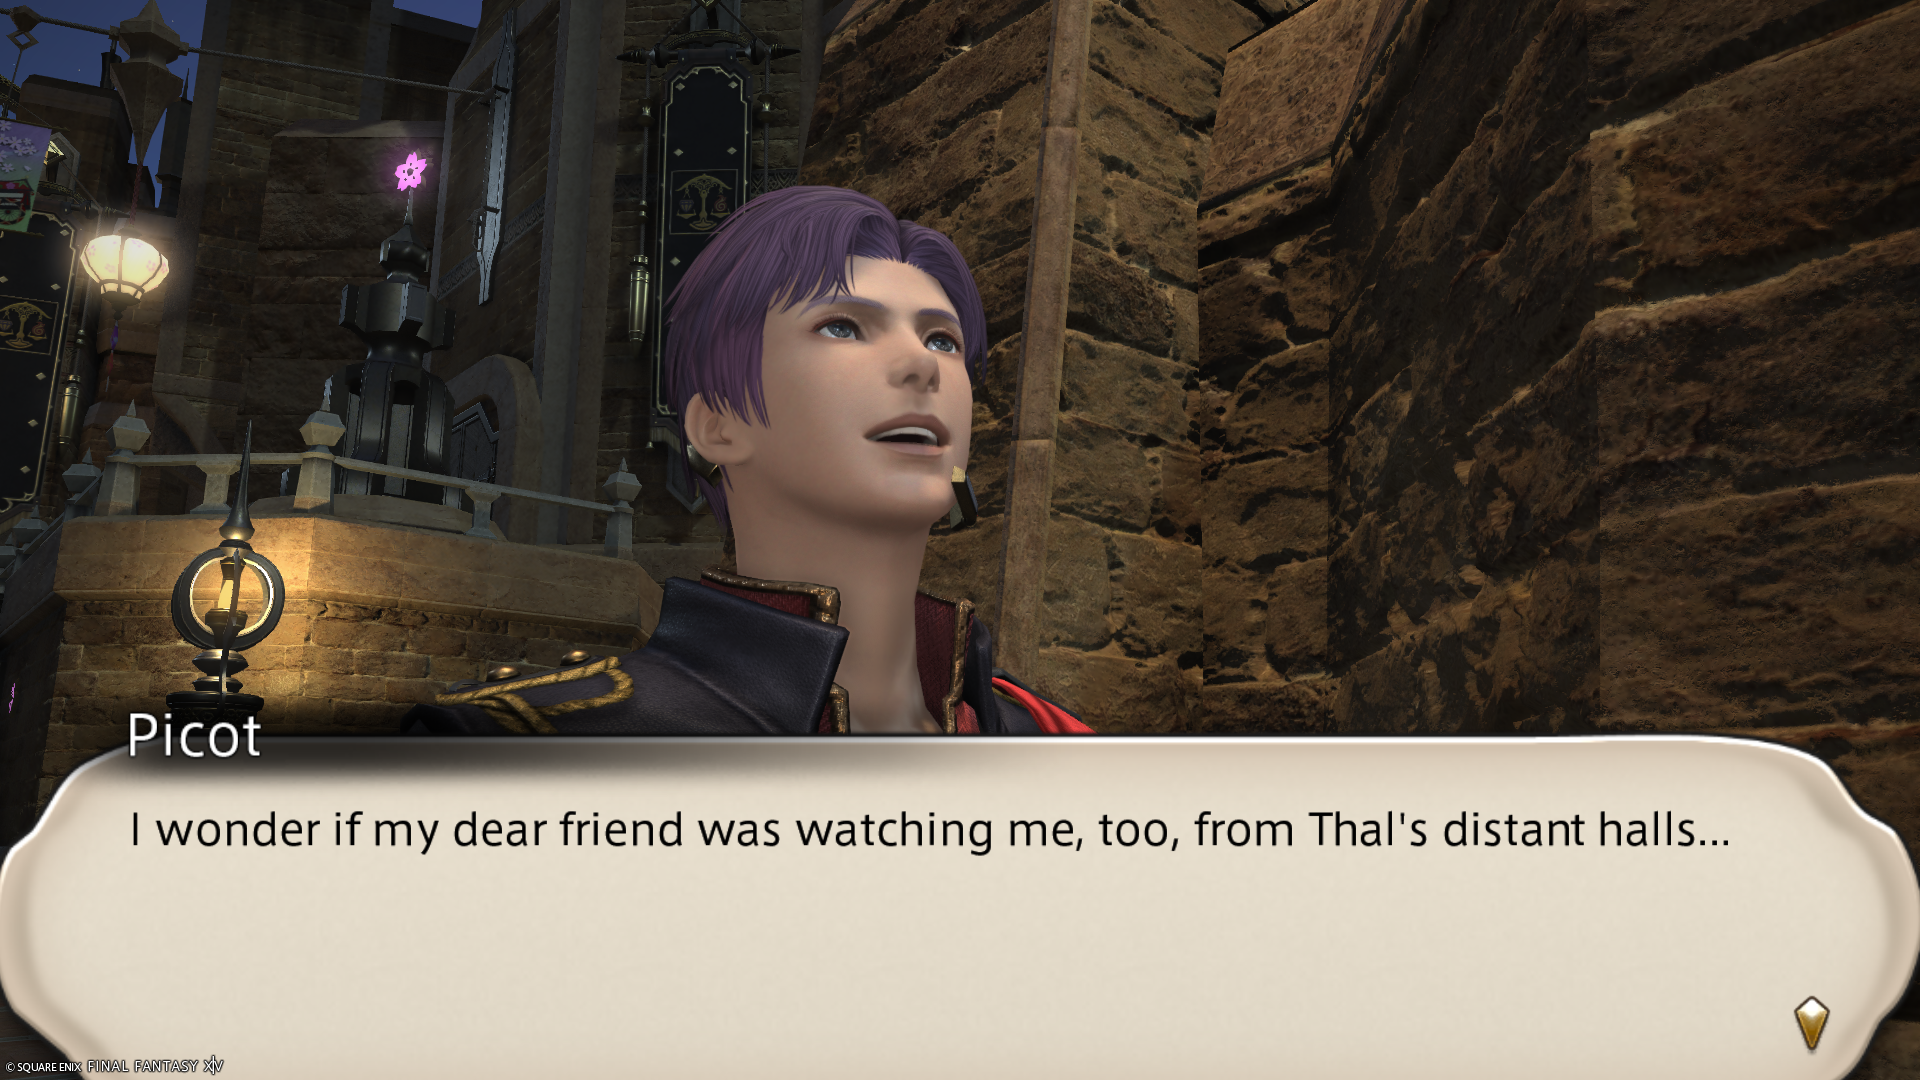 Picot
I wonder if my dear friend was watching me, too, from Thal's distant halls...
© SQUARE ENIX FINAL FANTASY XIV